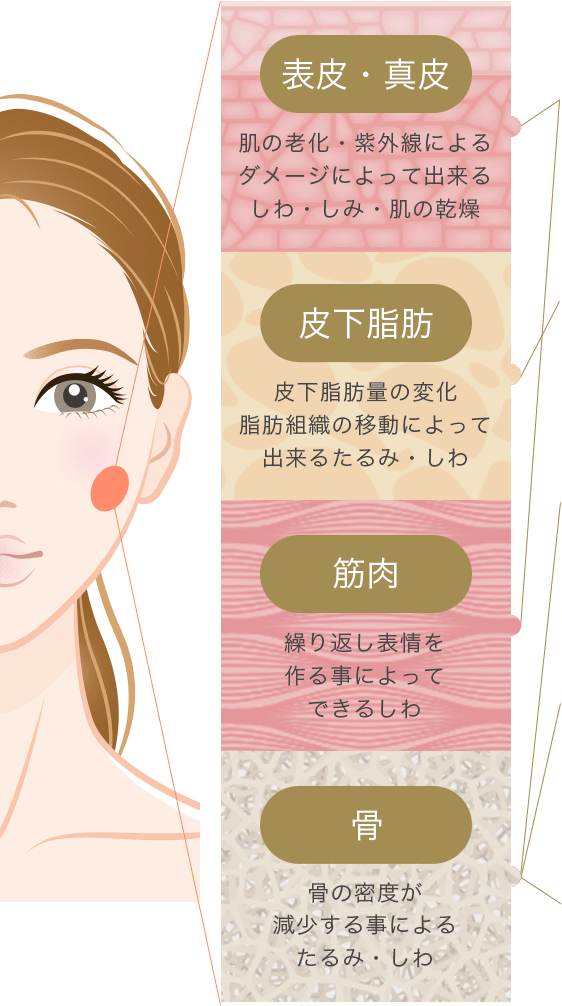 表皮・真皮
肌の老化・紫外線による
ダメージによって出来る
しわ・しみ・肌の乾燥
皮下脂肪
皮下脂肪量の変化
脂肪組織の移動によって
出来るたるみ・しわ
筋肉
繰り返し表情を
作る事によって
できるしわ
骨
骨の密度が
減少する事による
たるみ・しわ